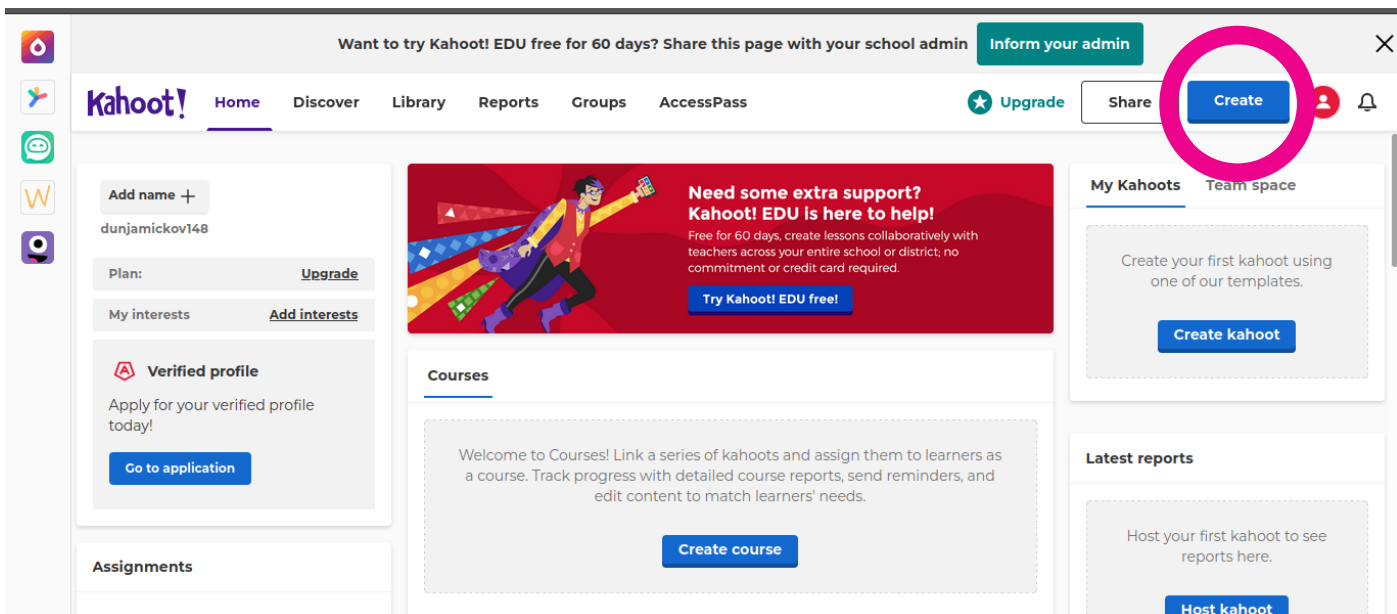 Want to try Kahoot! EDU free for 60 days? Share this page with your school admin
Inform your admin
Kahoot!
Home
Discover
Library
Reports
Groups
AccessPass
Upgrade
Share
Create
W
Add name +
dunjamickov148
Plan:
Upgrade
My interests
Add interests
Verified profile
Apply for your verified profile
today!
Go to application
Assignments
Need some extra support?
Kahoot! EDU is here to help!
Free for 60 days, create lessons collaboratively with
teachers across your entire school or district; no
commitment or credit card required.
Try Kahoot! EDU free!
Courses
Welcome to Courses! Link a series of kahoots and assign them to learners as
a course. Track progress with detailed course reports, send reminders, and
edit content to match learners' needs.
Create course
My Kahoots
Team space
Create your first kahoot using
one of our templates.
Create kahoot
Latest reports
Host your first kahoot to see
reports here.
Host kahoot